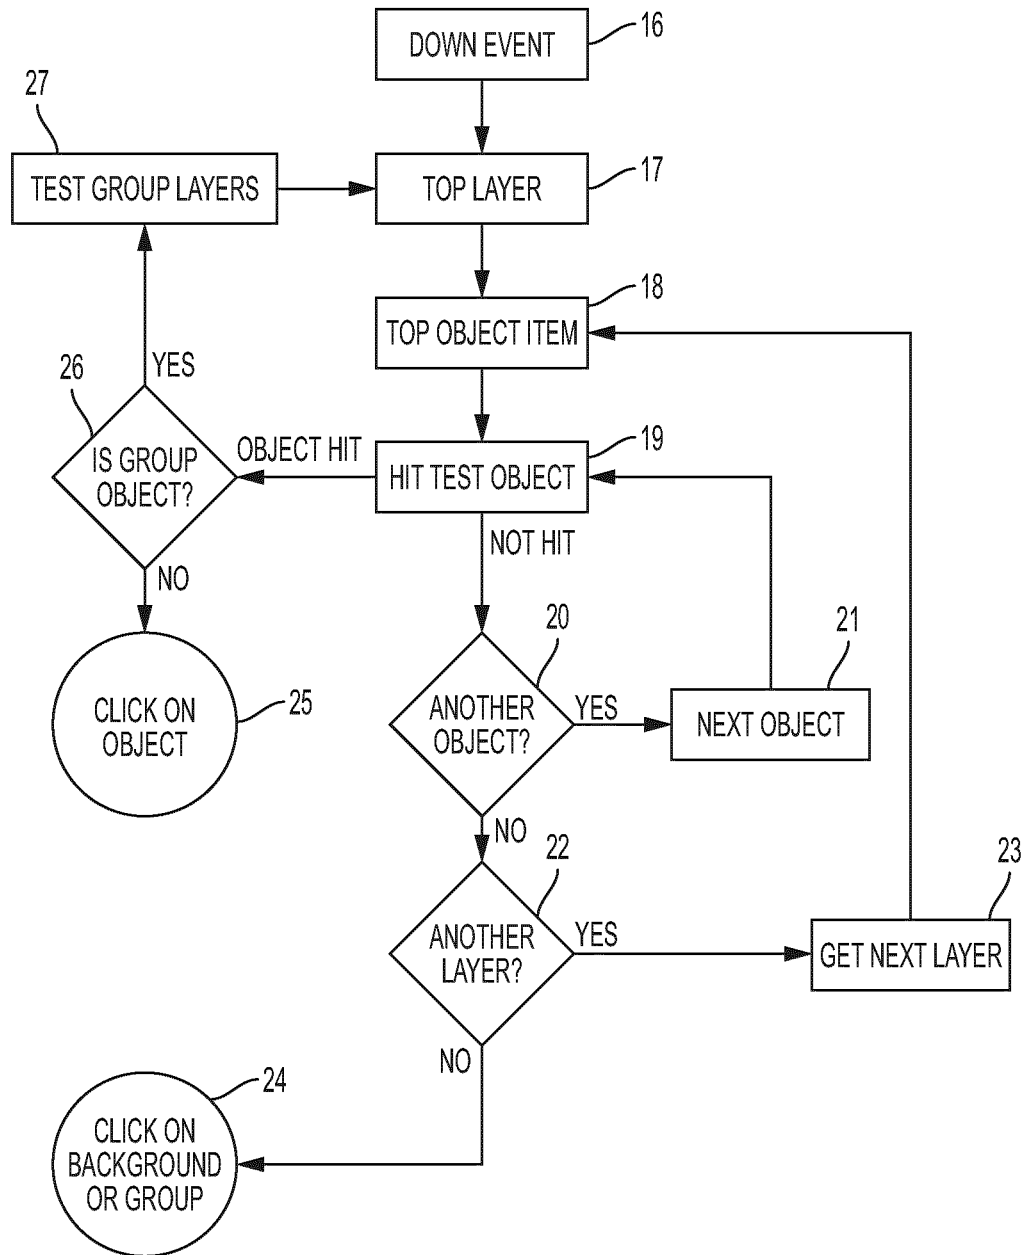 DOWN EVENT
16
27
TEST GROUP LAYERS
TOP LAYER
17
TOP OBJECT ITEM
18
YES
26
IS GROUP
OBJECT?
OBJECT HIT
HIT TEST OBJECT
19
NOT HIT
NO
CLICK ON
OBJECT
25
20
ANOTHER
OBJECT?
YES
21
NEXT OBJECT
NO
22
ANOTHER
LAYER?
YES
23
GET NEXT LAYER
NO
24
CLICK ON
BACKGROUND
OR GROUP